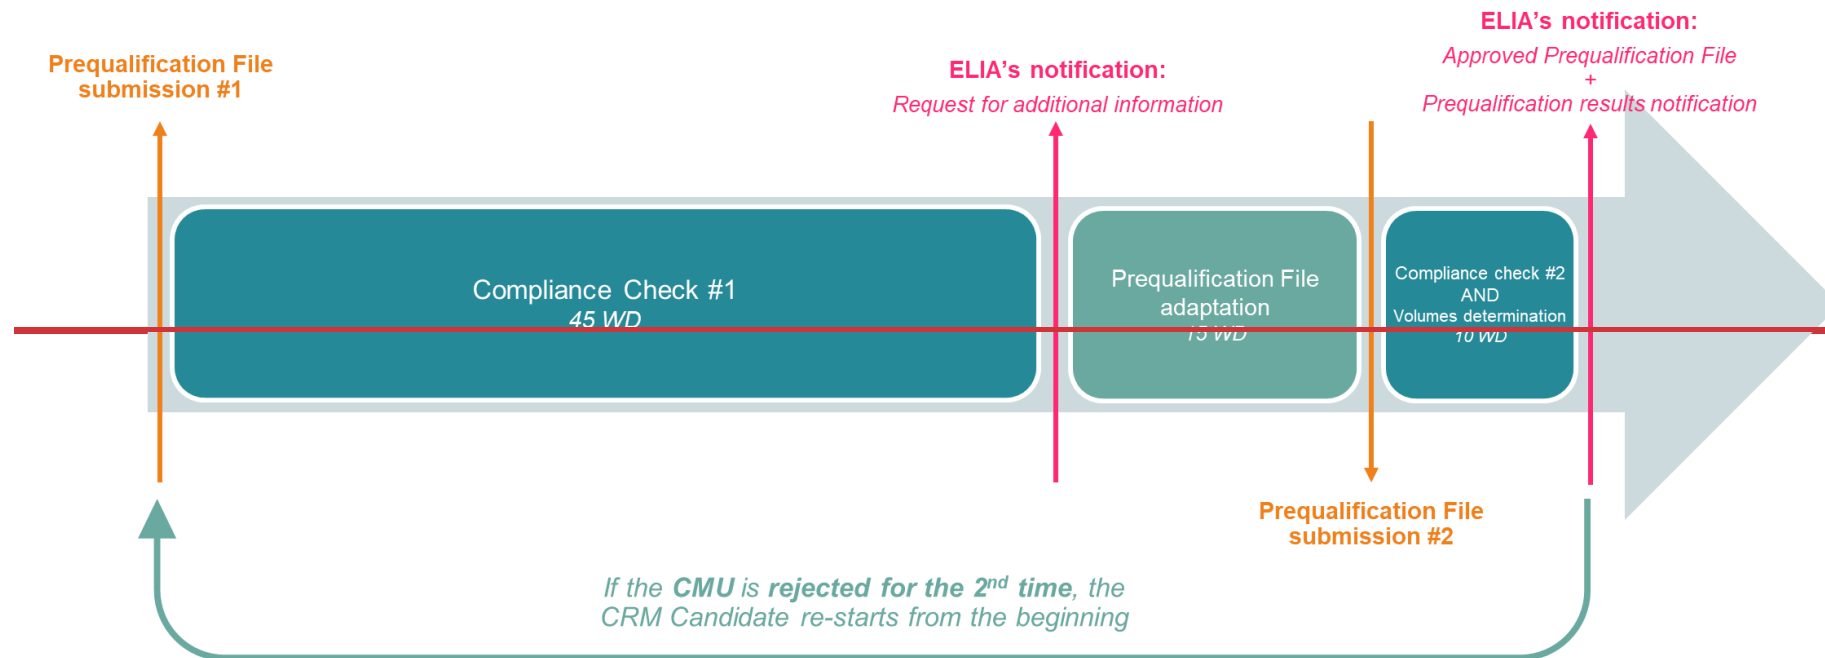 Prequalification File
submission #1
ELIA's notification:
Request for additional information
ELIA's notification:
Approved Prequalification File
+
Prequalification results notification
Compliance Check #1
45 WD
Prequalification File
adaptation
15 WD
Compliance check #2
AND
Volumes determination
10 WD
Prequalification File
submission #2
If the CMU is rejected for the 2nd time, the
CRM Candidate re-starts from the beginning